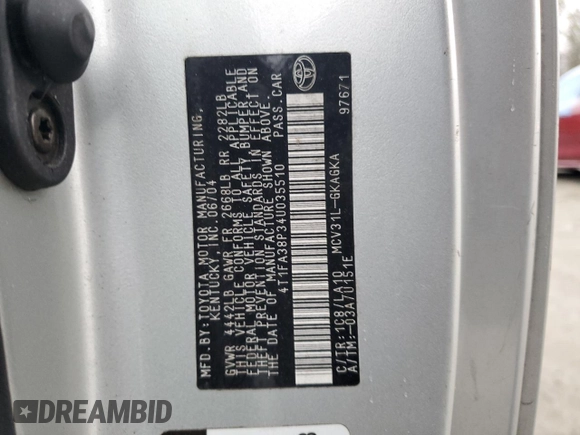 MFD.BY:TOYOTA MOTOR MANUFACTURING,
KENTUCKY, INC. 06/04
GVWR 4442LB GAWR FR 2668LB RR 2282LB
THIS VEHICLE CONFORMS TO ALL APPLICABLE
FEDERAL MOTOR VEHICLE SAFETY, BUMPER AND
THEFT PREVENTION STANDARDS IN EFFECT ON
THE DATE OF MANUFACTURE SHOWN ABOVE.
4T1FA38P34U035510 PASS.CAR
C/TR:1C8/LA10 MCV31L-GKAGKA
A/TM:-03A/U151E 97671
DREAMBID